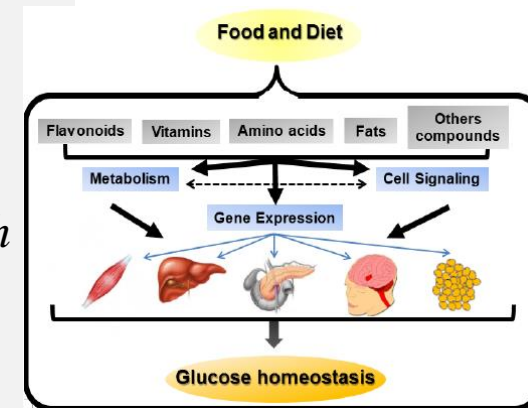 Food and Diet
Flavonoids
Vitamins
Amino acids
Fats
Others
compounds
Metabolism
Cell Signaling
Gene Expression
n
Glucose homeostasis